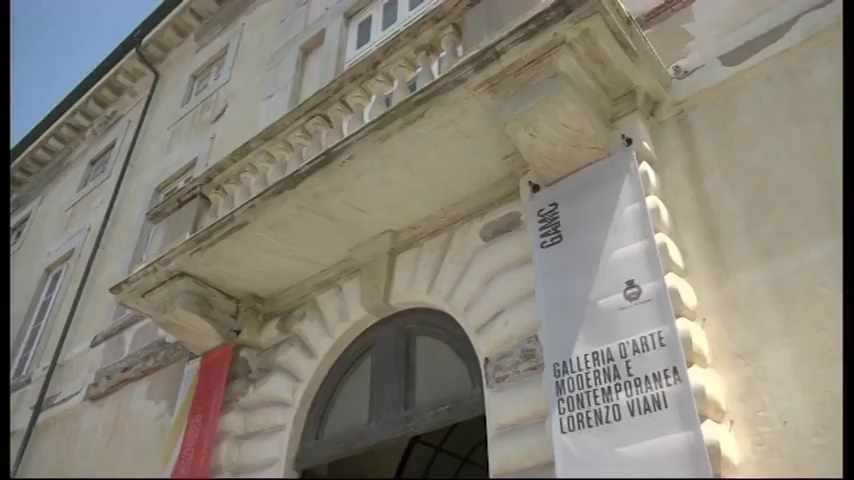 GAMC
GALLERIA D'ARTE
MODERNA E
CONTEMPORANEA
LORENZO VIANI